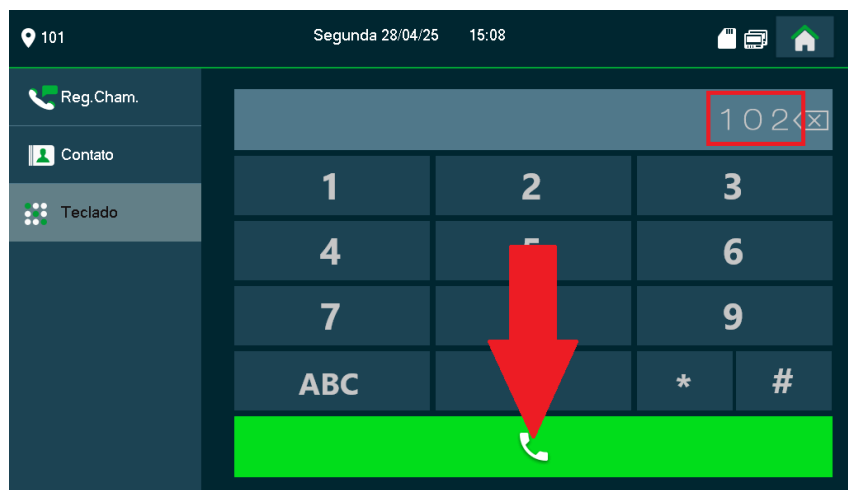 101
Segunda 28/04/25 15:08
Reg.Cham.
Contato
Teclado
102
1 2 3
4 6
7 9
ABC * #